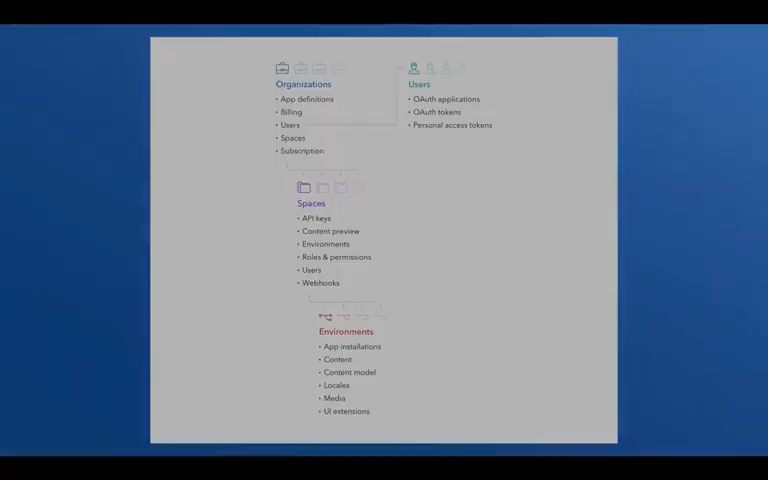 Organizations
• App definitions
• Billing
• Users
• Spaces
• Subscription
Users
• OAuth applications
• OAuth tokens
• Personal access tokens
Spaces
• API keys
• Content preview
• Environments
• Roles & permissions
• Users
• Webhooks
Environments
• App installations
• Content
• Content model
• Locales
• Media
• UI extensions